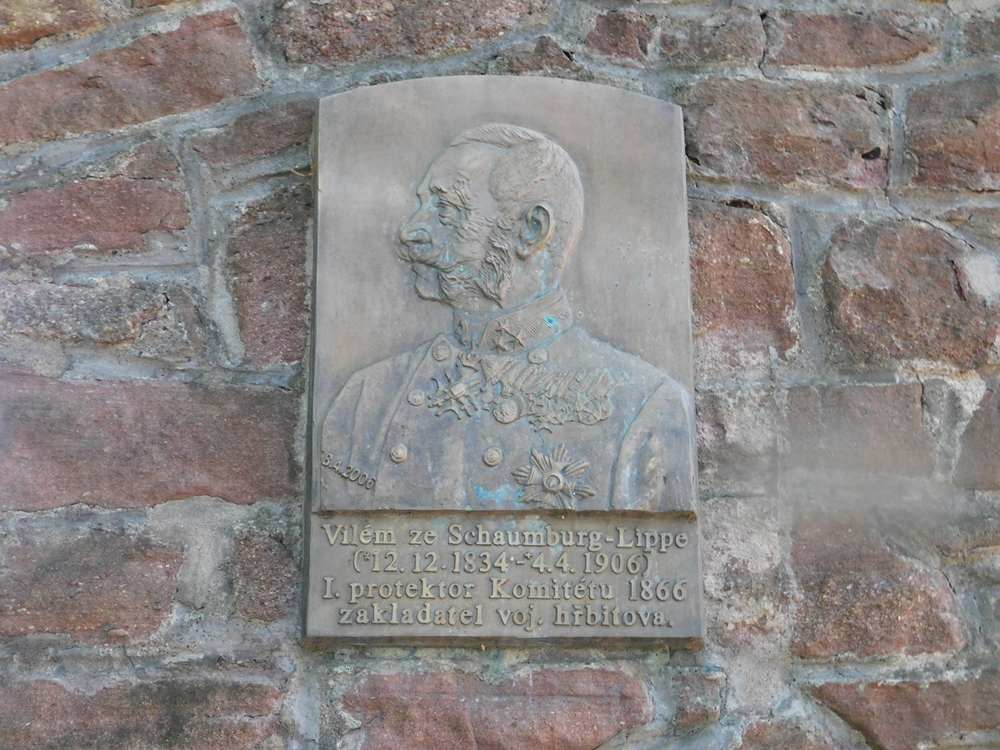 8.4.2006
Vilém ze Schaumburg-Lippe
(*12.12.1834-*4.4.1906)
I. protektor Komitétu 1866
zakladatel voj. hřbitova.